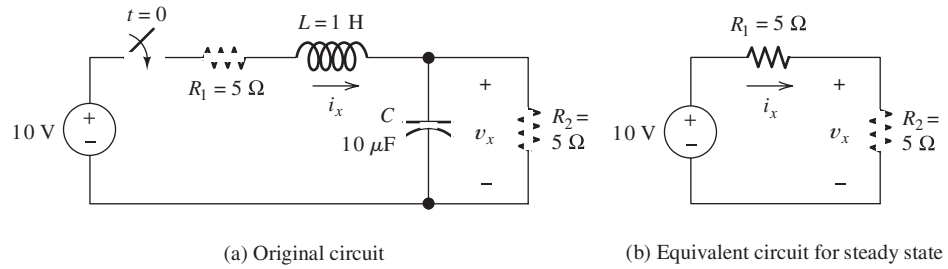 t = 0
L = 1 H
R₁ = 5 Ω
iₓ
10 V
+
−
C
10 μF
+
vₓ
−
R₂ =
5 Ω
(a) Original circuit
R₁ = 5 Ω
iₓ
10 V
+
−
+
vₓ
−
R₂ =
5 Ω
(b) Equivalent circuit for steady state